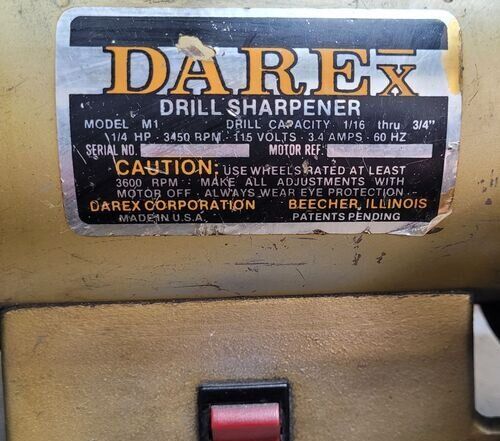 DAREX
DRILL SHARPENER
MODEL M1 DRILL CAPACITY 1/16 thru 3/4"
1/4 HP · 3450 RPM · 115 VOLTS · 3.4 AMPS · 60 HZ
SERIAL NO. MOTOR REF.
CAUTION: USE WHEELS RATED AT LEAST
3600 RPM · MAKE ALL ADJUSTMENTS WITH
MOTOR OFF · ALWAYS WEAR EYE PROTECTION ·
DAREX CORPORATION BEECHER, ILLINOIS
MADE IN U.S.A. PATENTS PENDING